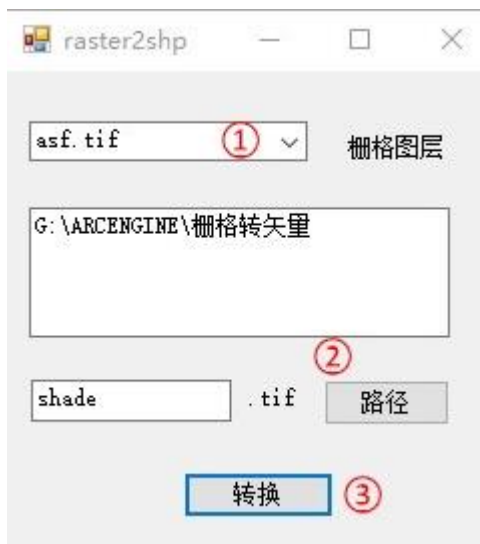 raster2shp
asf.tif ① 栅格图层
G:\ARCENGINE\栅格转矢量
②
shade .tif 路径
转换 ③